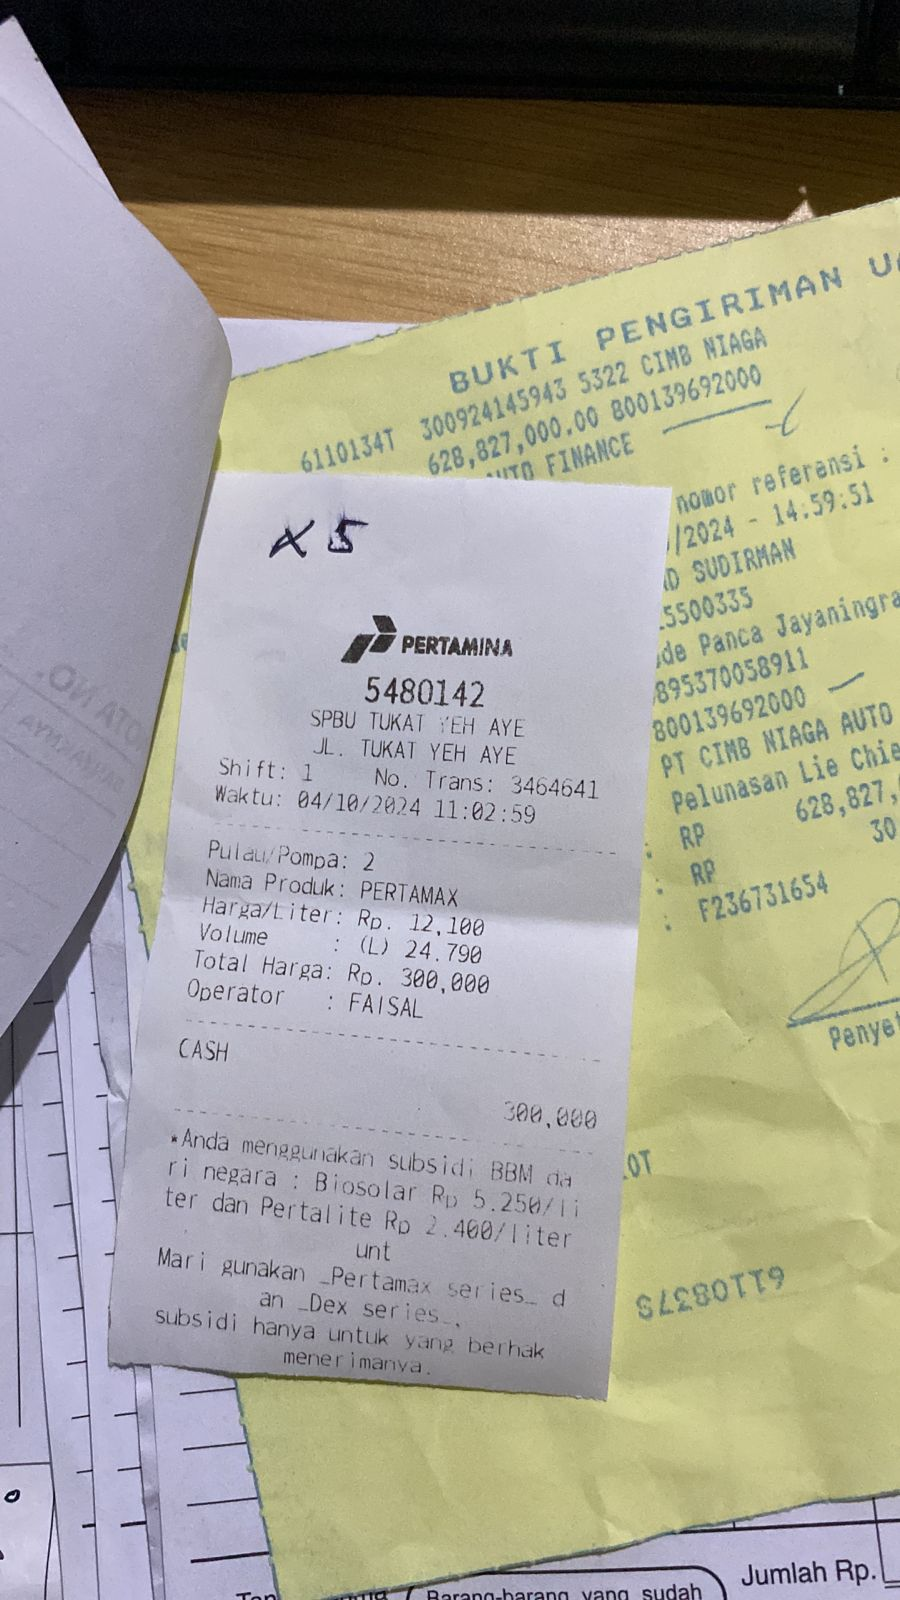 BUKTI PENGIRIMAN
6110134T 300924145943 5322 CIMB NIAGA
628,827,000.00 800139692000
AUTO FINANCE
nomor referensi :
/2024 - 14:59:51
SUDIRMAN
5500335
Panca Jayaningra
895370058911
800139692000
PT CIMB NIAGA AUTO
Pelunasan Lie Chie
RP 628,827,
RP 30
: F236731654
Penye
6110837S
X 5
PERTAMINA
5480142
SPBU TUKAT YEH AYE
JL. TUKAT YEH AYE
Shift: 1 No. Trans: 3464641
Waktu: 04/10/2024 11:02:59
Pulau/Pompa: 2
Nama Produk: PERTAMAX
Harga/Liter: Rp. 12,100
Volume : (L) 24.790
Total Harga: Rp. 300,000
Operator : FAISAL
CASH
300,000
*Anda menggunakan subsidi BBM da
ri negara : Biosolar Rp 5.250/li
ter dan Pertalite Rp 2.400/liter
unt
Mari gunakan _Pertamax series_ d
an _Dex series_,
subsidi hanya untuk yang berhak
menerimanya.
Jumlah Rp.
Barang-barang yang sudah